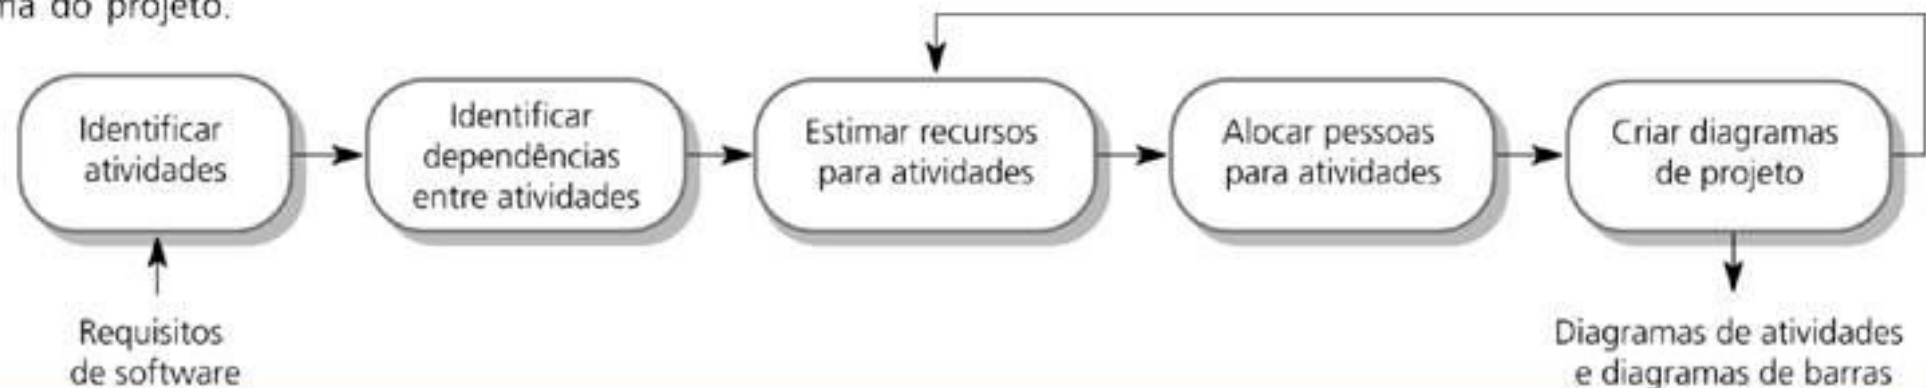 do projeto.
Identificar
atividades
Identificar
dependências
entre atividades
Estimar recursos
para atividades
Alocar pessoas
para atividades
Criar diagramas
de projeto
Requisitos
de software
Diagramas de atividades
e diagramas de barras